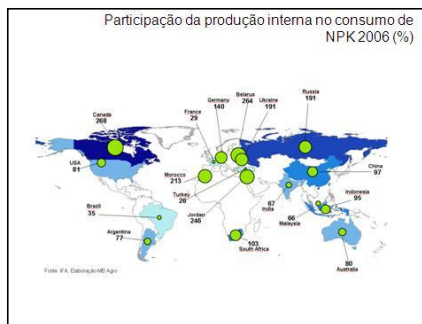 Participação da produção interna no consumo de
NPK 2006 (%)
Belarus
264
Russia
191
Germany
140
Ukraine
191
France
29
Canada
268
China
97
USA
81
Morocco
213
Indonesia
95
Turkey
26
67
India
66
Malaysia
Brazil
35
Jordan
246
Argentina
77
103
South Africa
80
Australia
Fonte: IFA. Elaboração MB Agro